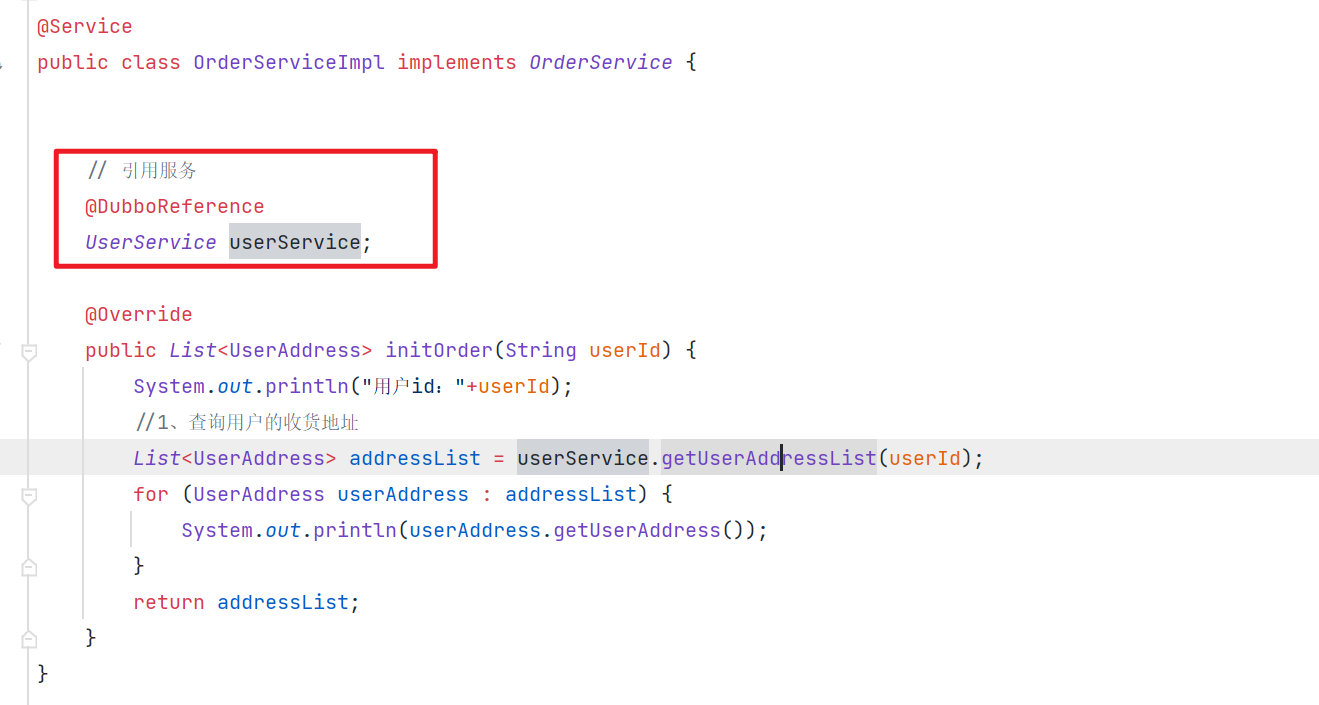 @Service
public class OrderServiceImpl implements OrderService {
// 引用服务
@DubboReference
UserService userService;
@Override
public List<UserAddress> initOrder(String userId) {
System.out.println("用户id："+userId);
//1、查询用户的收货地址
List<UserAddress> addressList = userService.getUserAddressList(userId);
for (UserAddress userAddress : addressList) {
System.out.println(userAddress.getUserAddress());
}
return addressList;
}
}